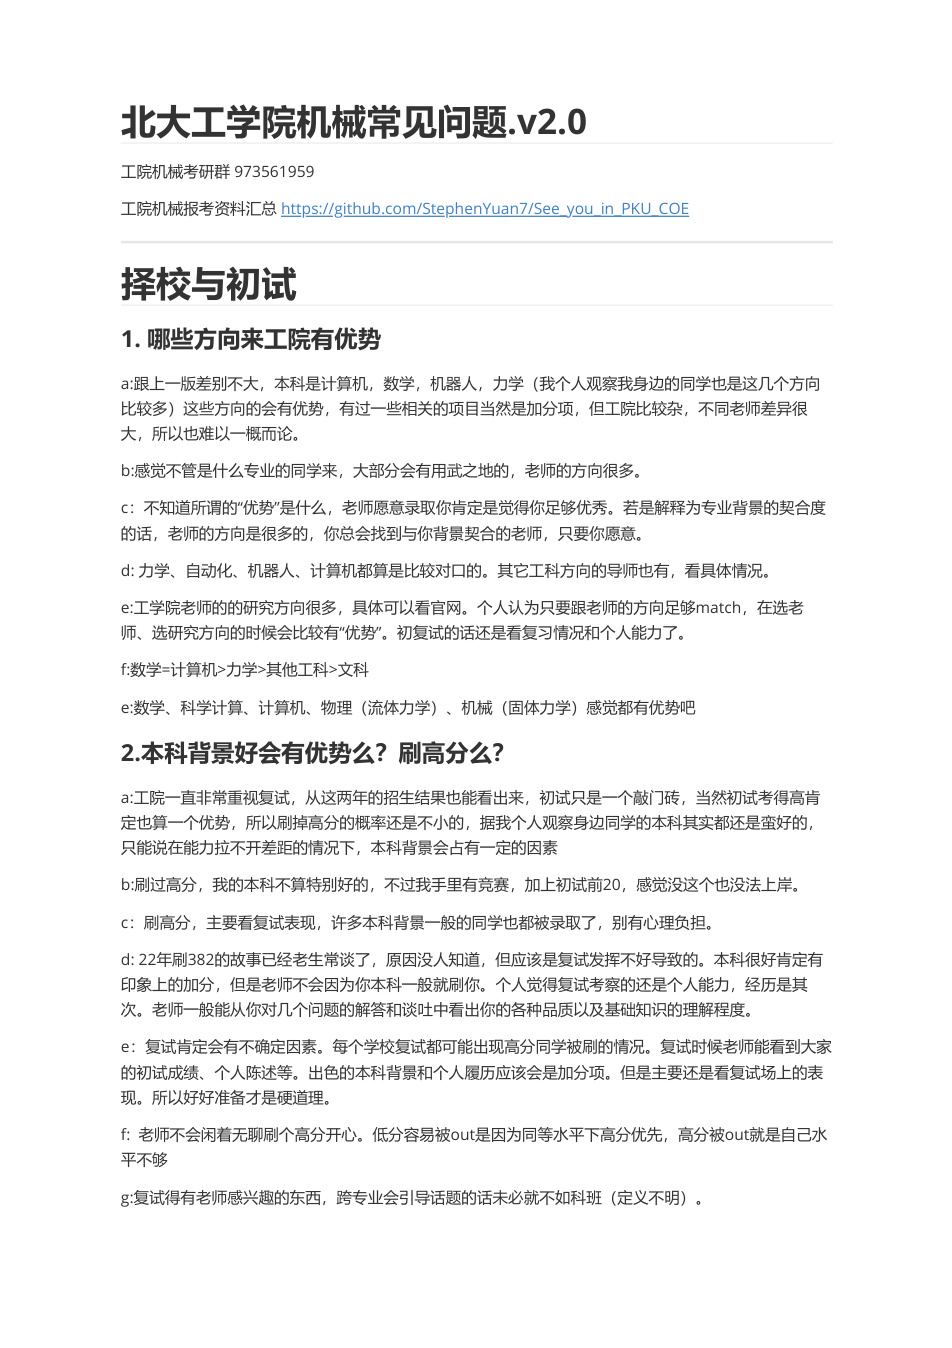 北大工学院机械常见问题.v2.0
工院机械考研群 973561959
工院机械报考资料汇总 https://github.com/StephenYuan7/See_you_in_PKU_COE
择校与初试
1. 哪些方向来工院有优势
a:跟上一版差别不大，本科是计算机，数学，机器人，力学（我个人观察我身边的同学也是这几个方向
比较多）这些方向的会有优势，有过一些相关的项目当然是加分项，但工院比较杂，不同老师差异很
大，所以也难以一概而论。
b:感觉不管是什么专业的同学来，大部分会有用武之地的，老师的方向很多。
c：不知道所谓的“优势”是什么，老师愿意录取你肯定是觉得你足够优秀。若是解释为专业背景的契合度
的话，老师的方向是很多的，你总会找到与你背景契合的老师，只要你愿意。
d: 力学、自动化、机器人、计算机都算是比较对口的。其它工科方向的导师也有，看具体情况。
e:工学院老师的的研究方向很多，具体可以看官网。个人认为只要跟老师的方向足够match，在选老
师、选研究方向的时候会比较有“优势”。初复试的话还是看复习情况和个人能力了。
f:数学=计算机>力学>其他工科>文科
e:数学、科学计算、计算机、物理（流体力学）、机械（固体力学）感觉都有优势吧
2.本科背景好会有优势么？刷高分么？
a:工院一直非常重视复试，从这两年的招生结果也能看出来，初试只是一个敲门砖，当然初试考得高肯
定也算一个优势，所以刷掉高分的概率还是不小的，据我个人观察身边同学的本科其实都还是蛮好的，
只能说在能力拉不开差距的情况下，本科背景会占有一定的因素
b:刷过高分，我的本科不算特别好的，不过我手里有竞赛，加上初试前20，感觉没这个也没法上岸。
c：刷高分，主要看复试表现，许多本科背景一般的同学也都被录取了，别有心理负担。
d: 22年刷382的故事已经老生常谈了，原因没人知道，但应该是复试发挥不好导致的。本科很好肯定有
印象上的加分，但是老师不会因为你本科一般就刷你。个人觉得复试考察的还是个人能力，经历是其
次。老师一般能从你对几个问题的解答和谈吐中看出你的各种品质以及基础知识的理解程度。
e：复试肯定会有不确定因素。每个学校复试都可能出现高分同学被刷的情况。复试时候老师能看到大家
的初试成绩、个人陈述等。出色的本科背景和个人履历应该会是加分项。但是主要还是看复试场上的表
现。所以好好准备才是硬道理。
f:  老师不会闲着无聊刷个高分开心。低分容易被out是因为同等水平下高分优先，高分被out就是自己水
平不够
g:复试得有老师感兴趣的东西，跨专业会引导话题的话未必就不如科班（定义不明）。